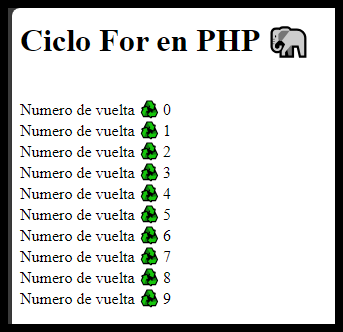 Ciclo For en PHP 🐘
Numero de vuelta ♻ 0
Numero de vuelta ♻ 1
Numero de vuelta ♻ 2
Numero de vuelta ♻ 3
Numero de vuelta ♻ 4
Numero de vuelta ♻ 5
Numero de vuelta ♻ 6
Numero de vuelta ♻ 7
Numero de vuelta ♻ 8
Numero de vuelta ♻ 9